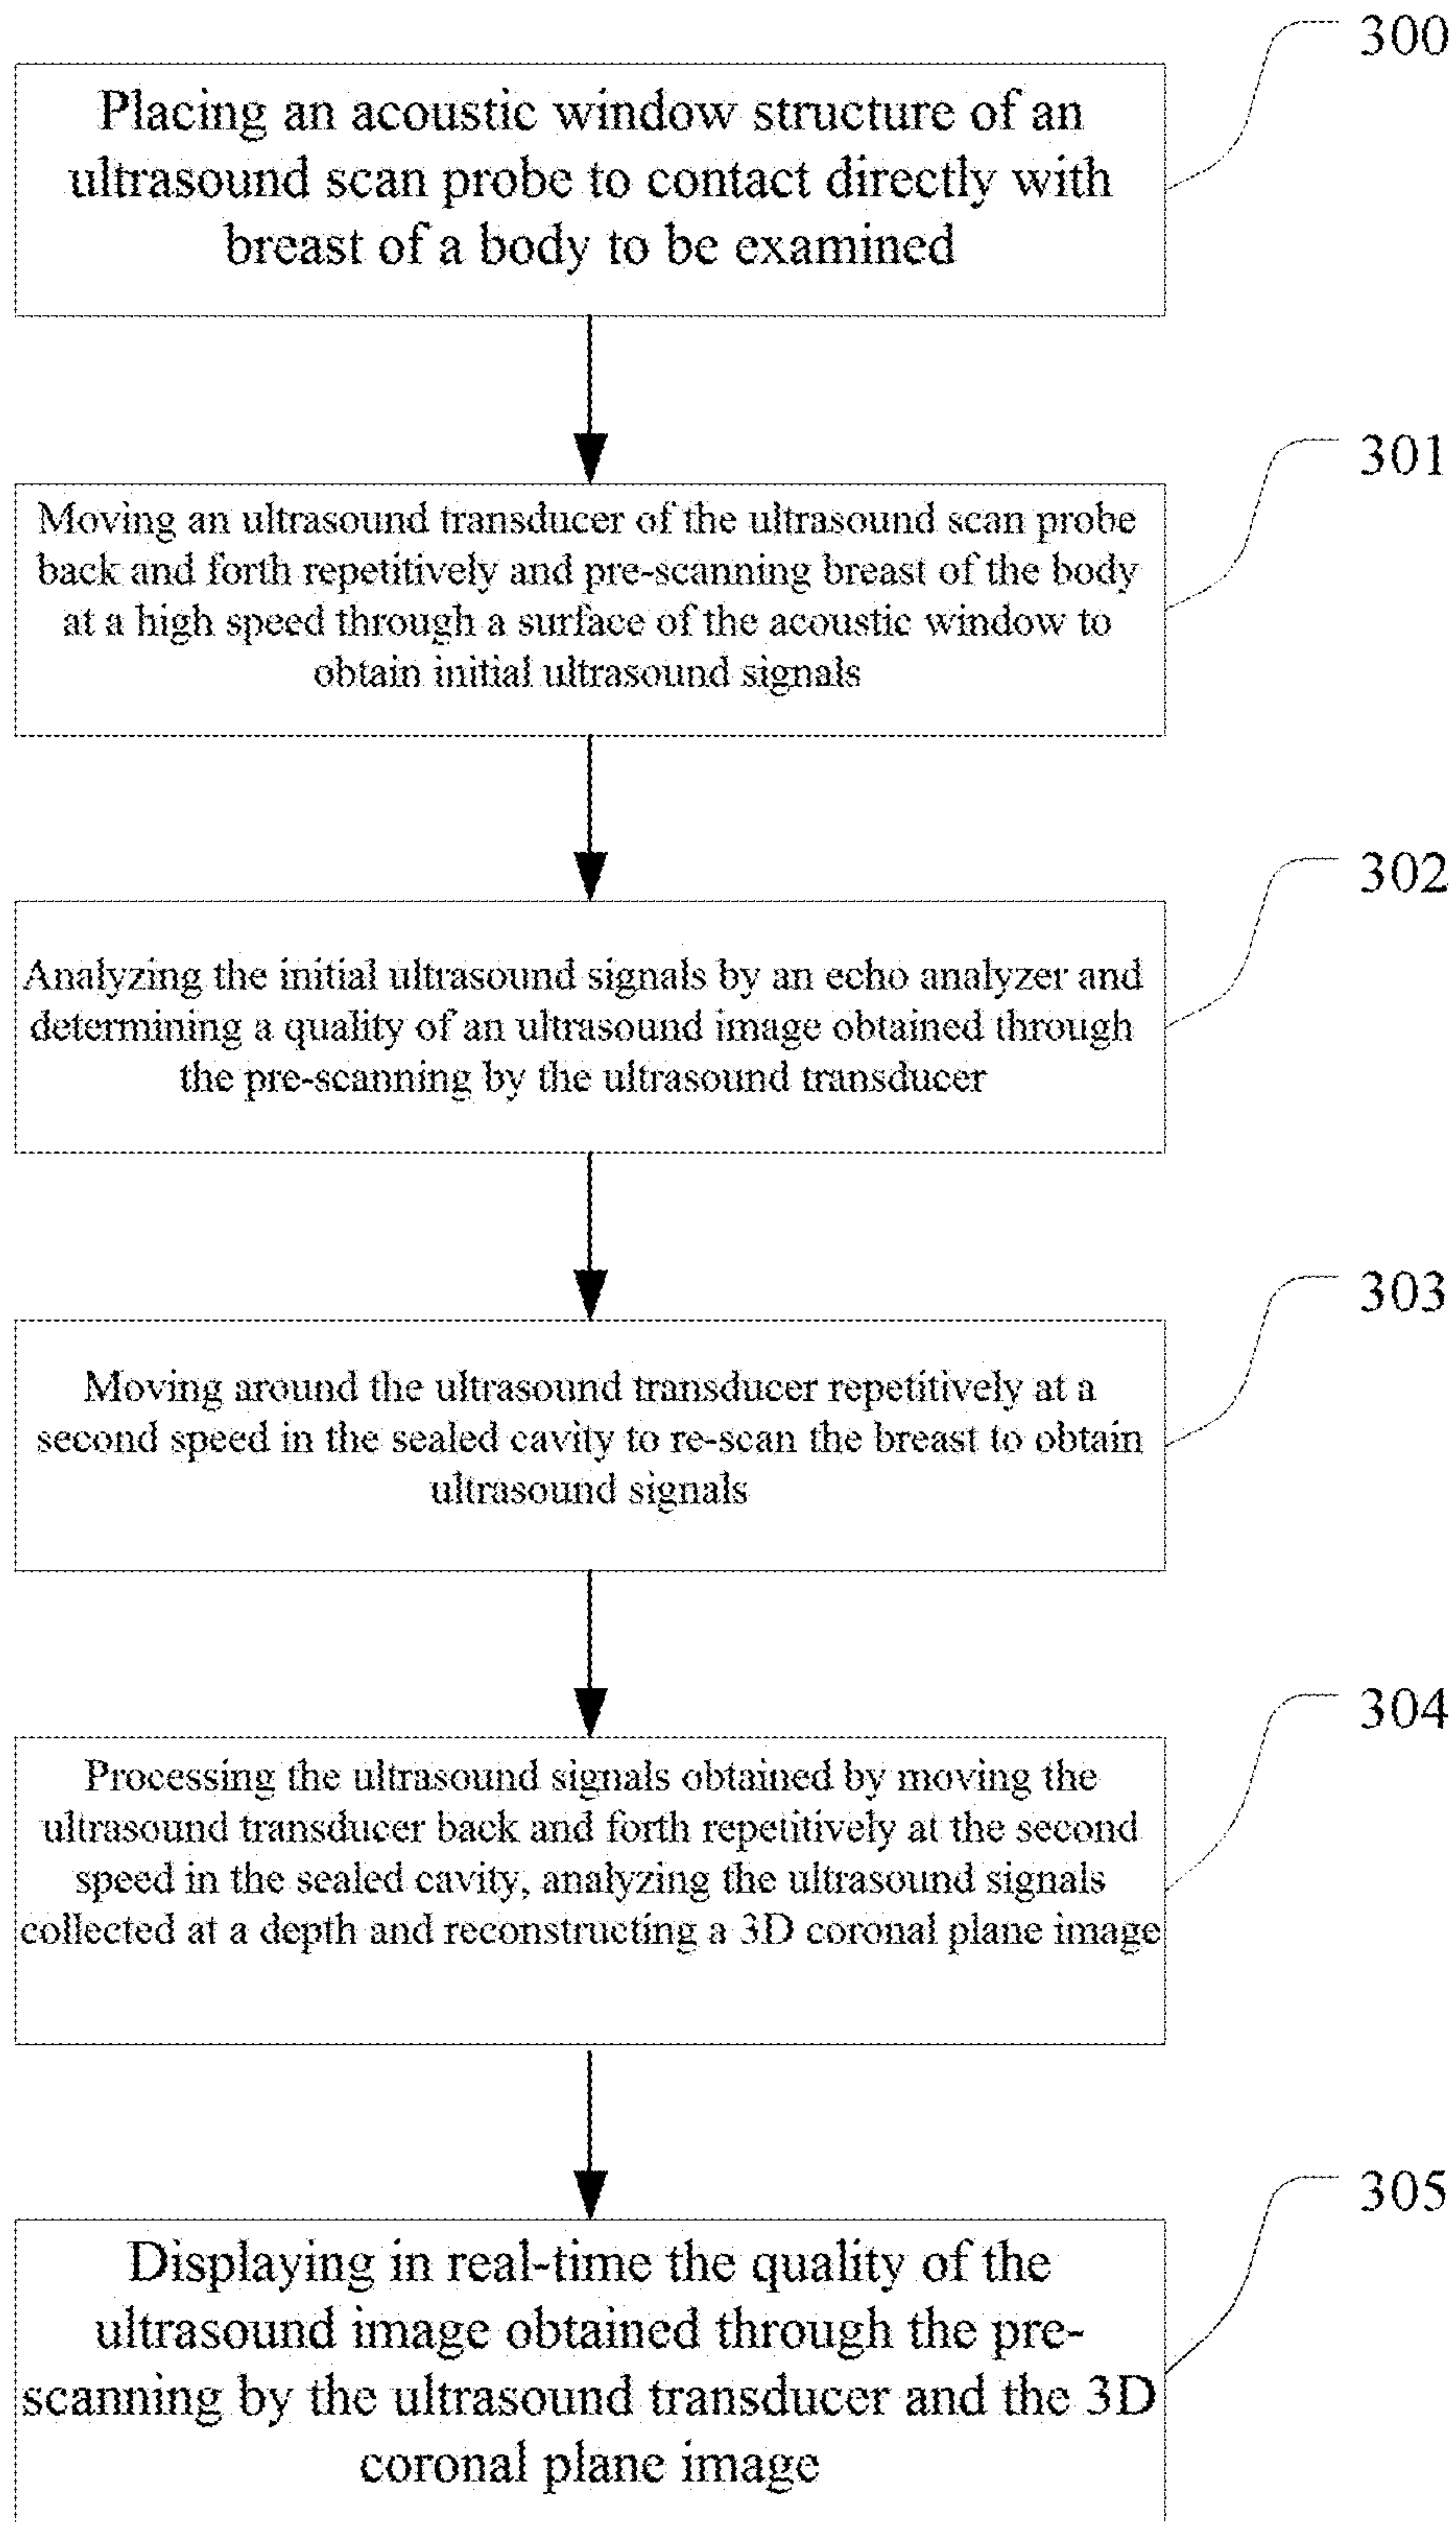 300
Placing an acoustic window structure of an
ultrasound scan probe to contact directly with
breast of a body to be examined
301
Moving an ultrasound transducer of the ultrasound scan probe
back and forth repetitively and pre-scanning breast of the body
at a high speed through a surface of the acoustic window to
obtain initial ultrasound signals
302
Analyzing the initial ultrasound signals by an echo analyzer and
determining a quality of an ultrasound image obtained through
the pre-scanning by the ultrasound transducer
303
Moving around the ultrasound transducer repetitively at a
second speed in the sealed cavity to re-scan the breast to obtain
ultrasound signals
304
Processing the ultrasound signals obtained by moving the
ultrasound transducer back and forth repetitively at the second
speed in the sealed cavity, analyzing the ultrasound signals
collected at a depth and reconstructing a 3D coronal plane image
305
Displaying in real-time the quality of the
ultrasound image obtained through the pre-
scanning by the ultrasound transducer and the 3D
coronal plane image